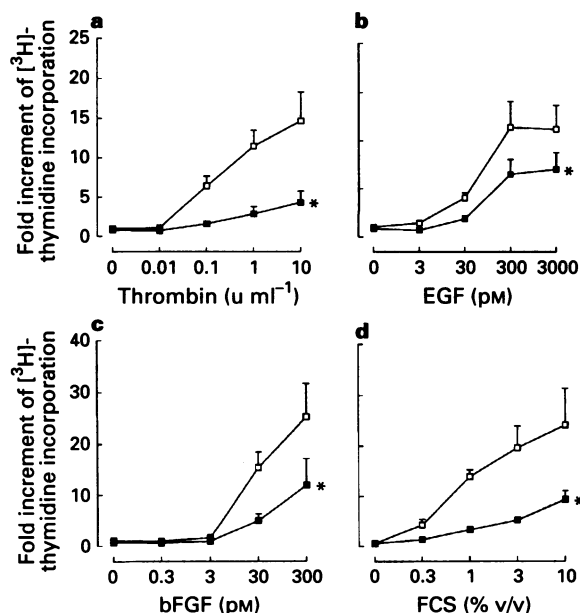 a
b
Fold increment of [³H]-
thymidine incorporation
25
20
15
10
5
0
0 0.01 0.1 1 10
Thrombin (u ml⁻¹)
*
0 3 30 300 3000
EGF (pM)
*
c
d
Fold increment of [³H]-
thymidine incorporation
40
30
20
10
0
0 0.3 3 30 300
bFGF (pM)
*
0 0.3 1 3 10
FCS (% v/v)
*